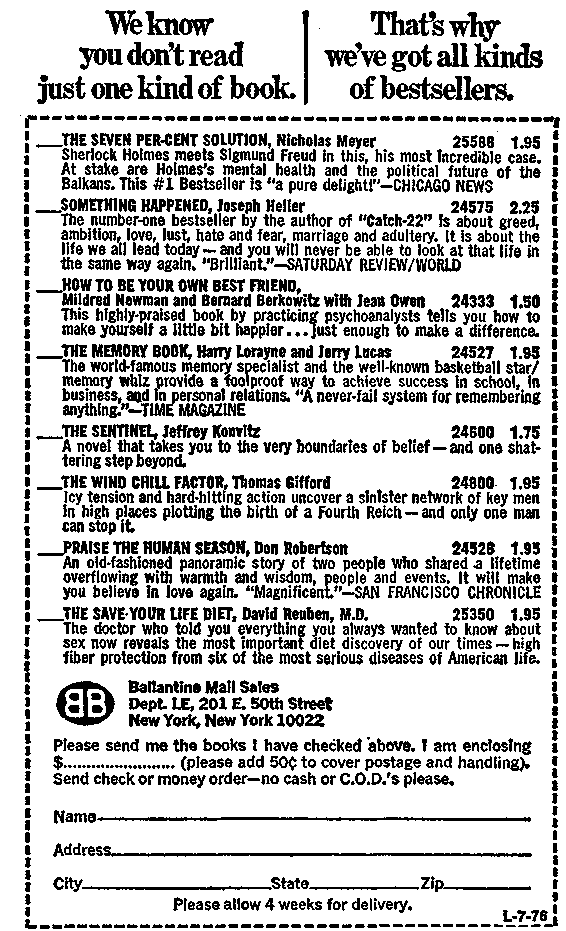 We know
you don't read
just one kind of book.
That's why
we've got all kinds
of bestsellers.
___THE SEVEN PER-CENT SOLUTION, Nicholas Meyer 25588 1.95
Sherlock Holmes meets Sigmund Freud in this, his most incredible case.
At stake are Holmes's mental health and the political future of the
Balkans. This #1 Bestseller is "a pure delight!"—CHICAGO NEWS
___SOMETHING HAPPENED, Joseph Heller 24575 2.25
The number-one bestseller by the author of "Catch-22" is about greed,
ambition, love, lust, hate and fear, marriage and adultery. It is about the
life we all lead today—and you will never be able to look at that life in
the same way again. "Brilliant."—SATURDAY REVIEW/WORLD
___HOW TO BE YOUR OWN BEST FRIEND,
Mildred Newman and Bernard Berkowitz with Jean Owen 24333 1.50
This highly-praised book by practicing psychoanalysts tells you how to
make yourself a little bit happier...just enough to make a difference.
___THE MEMORY BOOK, Harry Lorayne and Jerry Lucas 24527 1.95
The world-famous memory specialist and the well-known basketball star/
memory whiz provide a foolproof way to achieve success in school, in
business, and in personal relations. "A never-fail system for remembering
anything."—TIME MAGAZINE
___THE SENTINEL, Jeffrey Konvitz 24600 1.75
A novel that takes you to the very boundaries of belief—and one shat-
tering step beyond.
___THE WIND CHILL FACTOR, Thomas Gifford 24800 1.95
Icy tension and hard-hitting action uncover a sinister network of key men
in high places plotting the birth of a Fourth Reich—and only one man
can stop it.
___PRAISE THE HUMAN SEASON, Don Robertson 24526 1.95
An old-fashioned panoramic story of two people who shared a lifetime
overflowing with warmth and wisdom, people and events. It will make
you believe in love again. "Magnificent."—SAN FRANCISCO CHRONICLE
___THE SAVE-YOUR LIFE DIET, David Reuben, M.D. 25350 1.95
The doctor who told you everything you always wanted to know about
sex now reveals the most important diet discovery of our times—high
fiber protection from six of the most serious diseases of American life.
BB
Ballantine Mail Sales
Dept. LE, 201 E. 50th Street
New York, New York 10022
Please send me the books I have checked above. I am enclosing
$........................ (please add 50¢ to cover postage and handling).
Send check or money order—no cash or C.O.D.'s please.
Name
Address
City State Zip
Please allow 4 weeks for delivery.
L-7-76